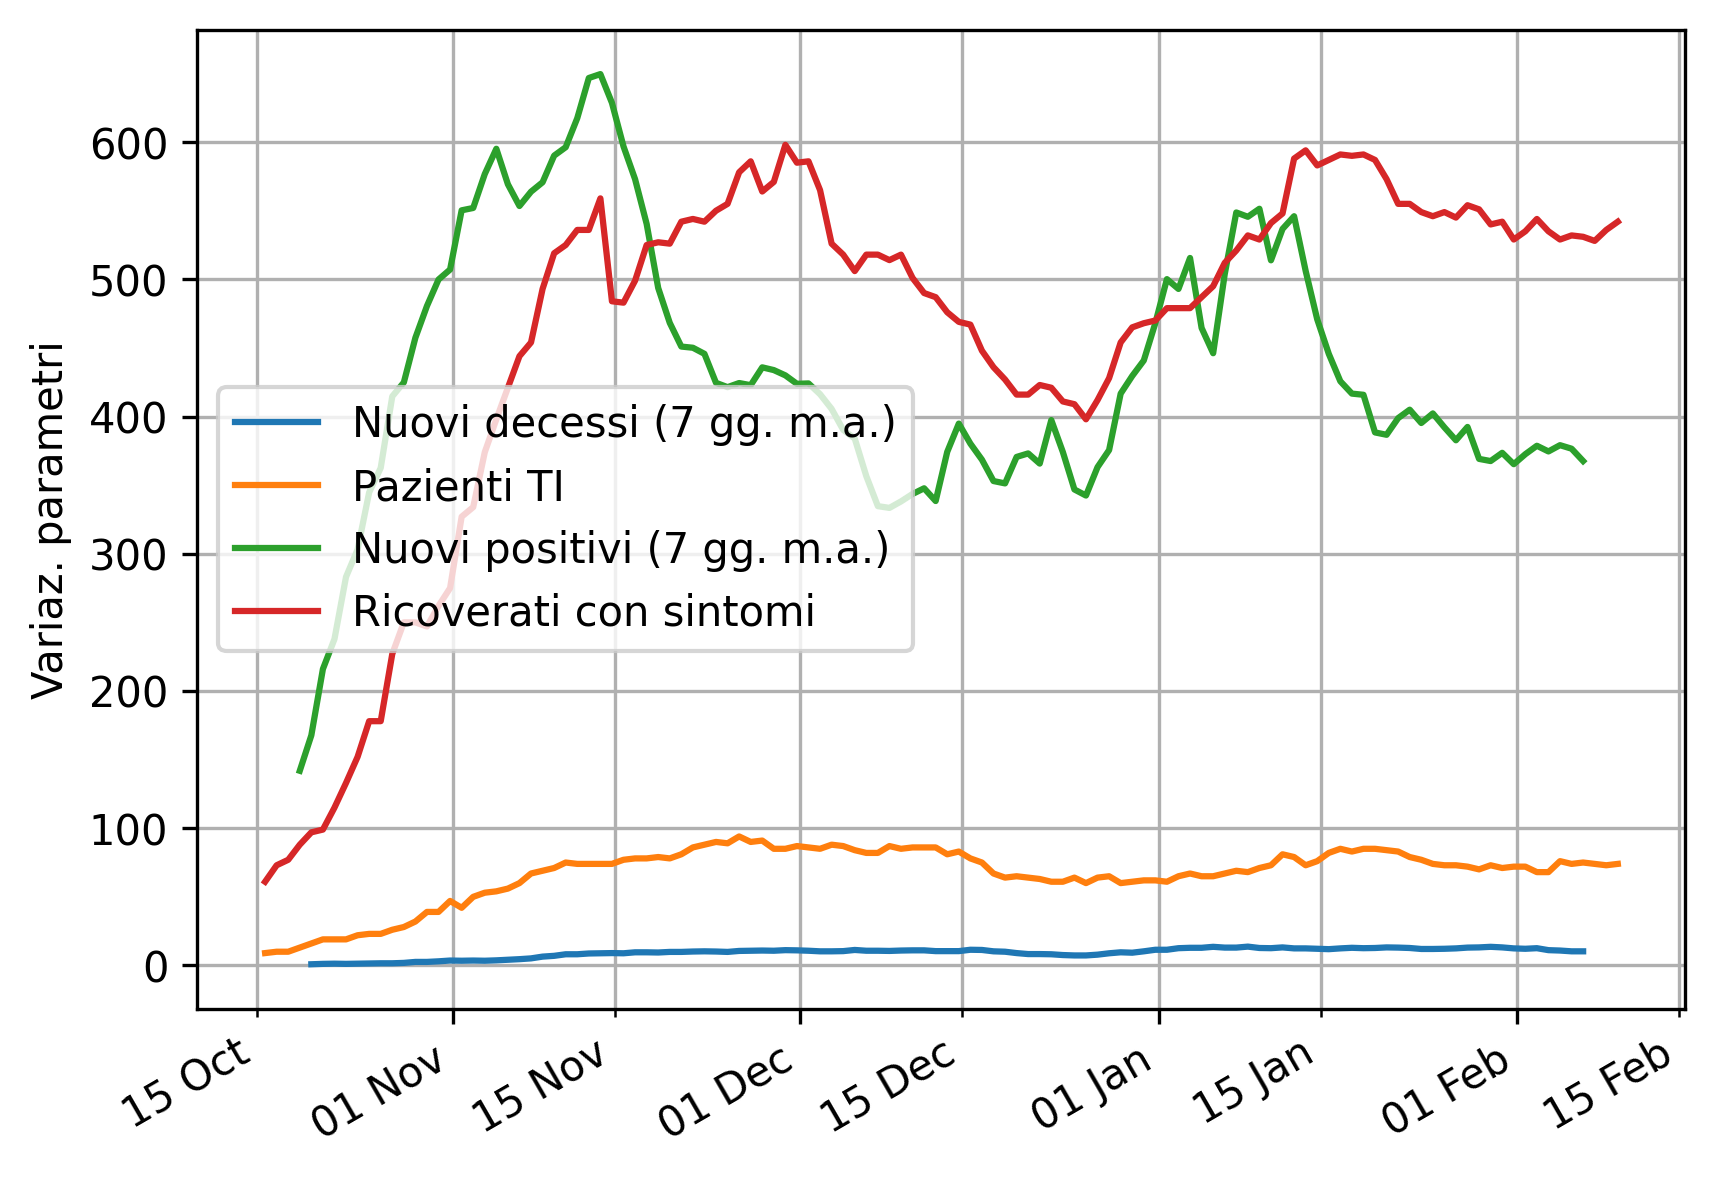 Variaz. parametri
600
500
400
300
200
100
0
Nuovi decessi (7 gg. m.a.)
Pazienti TI
Nuovi positivi (7 gg. m.a.)
Ricoverati con sintomi
15 Oct
01 Nov
15 Nov
01 Dec
15 Dec
01 Jan
15 Jan
01 Feb
15 Feb